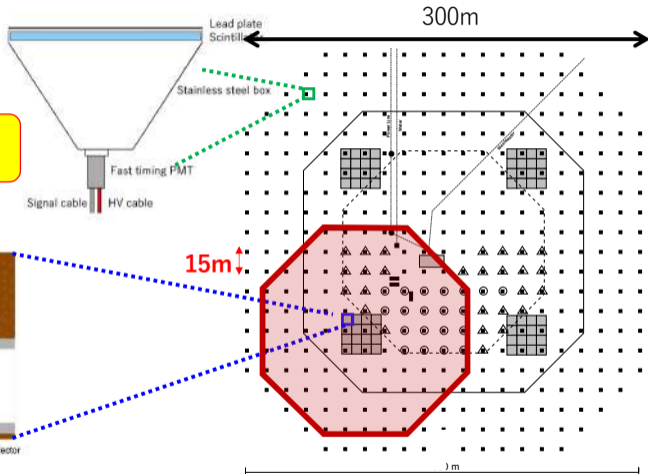 Lead plate
300m
Stainless steel box
Fast timing PMT
Signal cable
HV cable
15m
) m